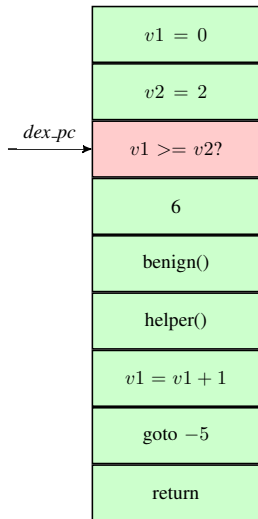 v1 = 0
v2 = 2
dex_pc
v1 >= v2?
6
benign()
helper()
v1 = v1 + 1
goto −5
return